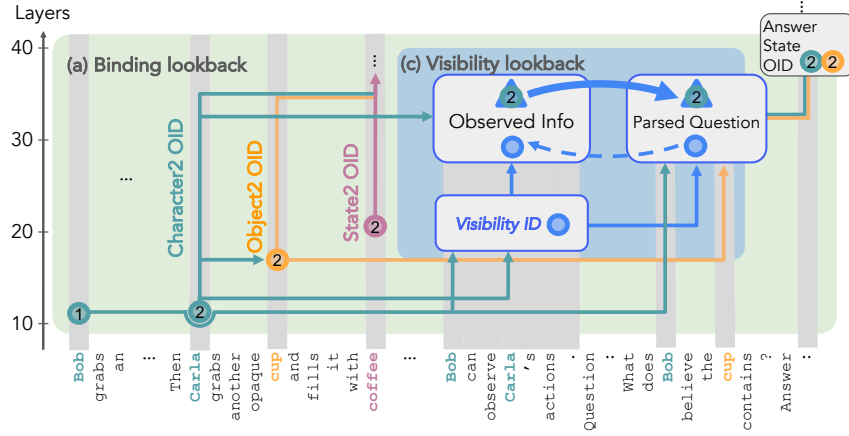 Layers
40
30
20
10
(a) Binding lookback
(c) Visibility lookback
Answer
State
OID
2 2
...
2
Observed Info
2
Parsed Question
Visibility ID
Character2 OID
Object2 OID
State2 OID
...
...
1
2
2
2
Bob
grabs
an
...
Then
Carla
grabs
another
opaque
cup
and
fills
it
with
coffee
...
Bob
can
observe
Carla
's
actions
.
Question
:
What
does
Bob
believe
the
cup
contains
?
Answer
: